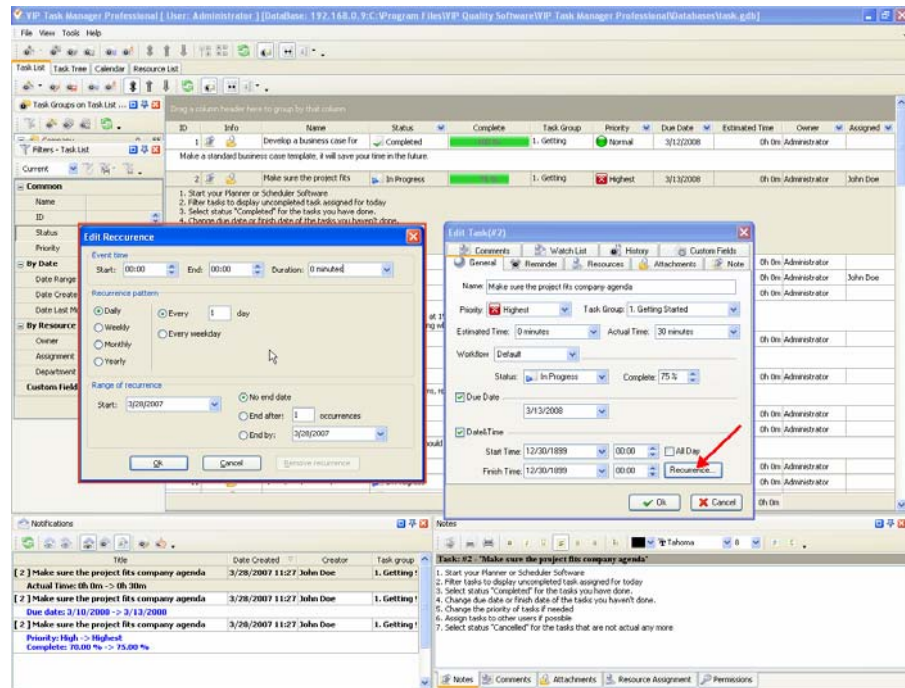 VIP Task Manager Professional [ User: Administrator ] [DataBase: 192.168.0.9:C:\Program Files\VIP Quality Software\VIP Task Manager Professional\Databases\task.gdb]
File View Tools Help
Task List Task Tree Calendar Resource List
Task Groups on Task List ...
Drag a column header here to group by that column
ID Info Name Status Complete Task Group Priority Due Date Estimated Time Owner Assigned
1 Develop a business case for Completed 1. Getting Normal 3/12/2008 0h 0m Administrator
Make a standard business case template, it will save your time in the future.
2 Make sure the project fits In Progress 1. Getting Highest 3/13/2008 0h 0m Administrator John Doe
1. Start your Planner or Scheduler Software
2. Filter tasks to display uncompleted task assigned for today
3. Select status "Completed" for the tasks you have done.
4. Change due date or finish date of the tasks you haven't done.
Filters - Task List
Current
Common
Name
ID
Status
Priority
By Date
Date Range
Date Create
Date Last M
By Resource
Owner
Assignment
Department
Custom Field
Edit Reccurence
Event time
Start: 00:00 End: 00:00 Duration: 0 minutes
Recurrence pattern
Daily Every 1 day
Weekly Every weekday
Monthly
Yearly
Range of recurrence
Start: 3/28/2007 No end date
End after: 1 occurrences
End by: 3/28/2007
Ok Cancel Remove recurrence
Edit Task(#2)
Comments Watch List History Custom Fields
General Reminder Resources Attachments Note
Name: Make sure the project fits company agenda
Priority: Highest Task Group: 1. Getting Started
Estimated Time: 0 minutes Actual Time: 30 minutes
Workflow Default
Status: In Progress Complete: 75 %
Due Date
3/13/2008
Date&Time
Start Time: 12/30/1899 00:00 All Day
Finish Time: 12/30/1899 00:00 Recurrence...
Ok Cancel
0h 0m Administrator
0h 0m Administrator John Doe
0h 0m Administrator
0h 0m Administrator
0h 0m Administrator
0h 0m Administrator
0h 0m Administrator
0h 0m Administrator
0h 0m
Notifications
Title Date Created Creator Task group
[ 2 ] Make sure the project fits company agenda 3/28/2007 11:27 John Doe 1. Getting
Actual Time: 0h 0m -> 0h 30m
[ 2 ] Make sure the project fits company agenda 3/28/2007 11:27 John Doe 1. Getting
Due date: 3/10/2008 -> 3/13/2008
[ 2 ] Make sure the project fits company agenda 3/28/2007 11:27 John Doe 1. Getting
Priority: High -> Highest
Complete: 70.00 % -> 75.00 %
Notes
Tahoma 8
Task: #2 - "Make sure the project fits company agenda"
1. Start your Planner or Scheduler Software
2. Filter tasks to display uncompleted task assigned for today
3. Select status "Completed" for the tasks you have done.
4. Change due date or finish date of the tasks you haven't done.
5. Change the priority of tasks if needed
6. Assign tasks to other users if possible
7. Select status "Cancelled" for the tasks that are not actual any more
Notes Comments Attachments Resource Assignment Permissions